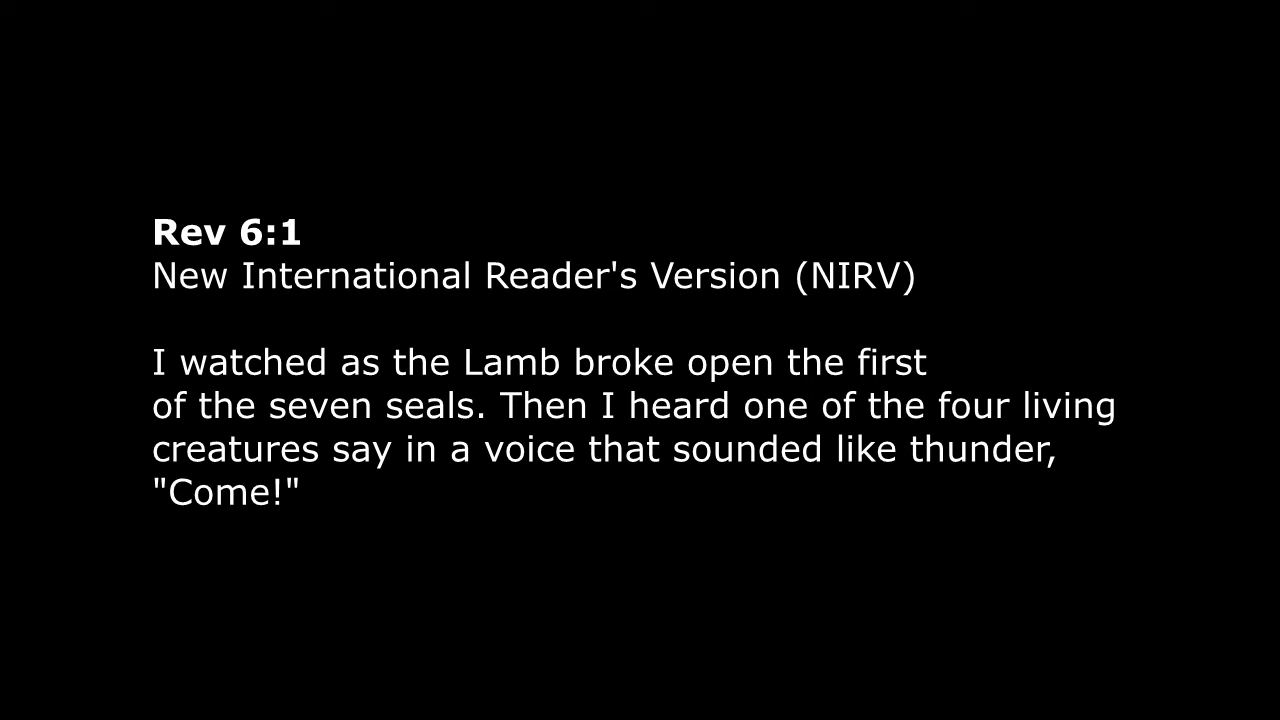 Rev 6:1
New International Reader's Version (NIRV)
I watched as the Lamb broke open the first
of the seven seals. Then I heard one of the four living
creatures say in a voice that sounded like thunder,
"Come!"